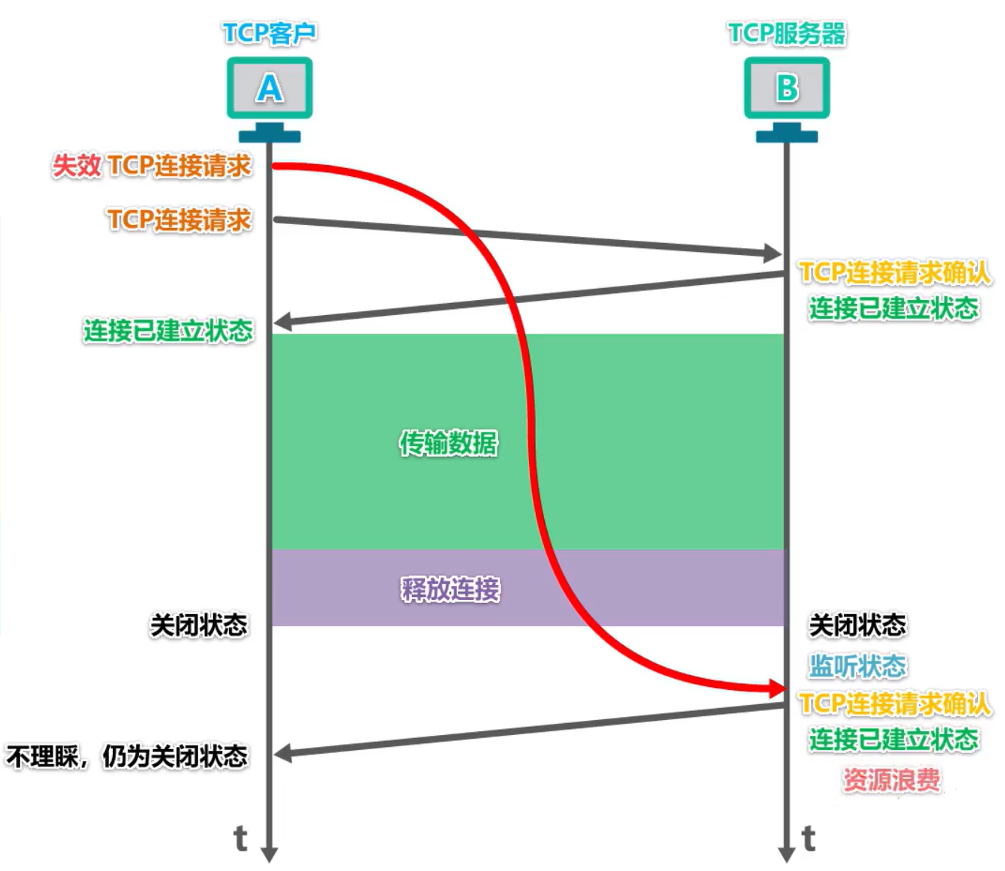 TCP客户
TCP服务器
A
B
失效 TCP连接请求
TCP连接请求
TCP连接请求确认
连接已建立状态
连接已建立状态
传输数据
释放连接
关闭状态
关闭状态
监听状态
TCP连接请求确认
连接已建立状态
不理睬，仍为关闭状态
资源浪费
t
t